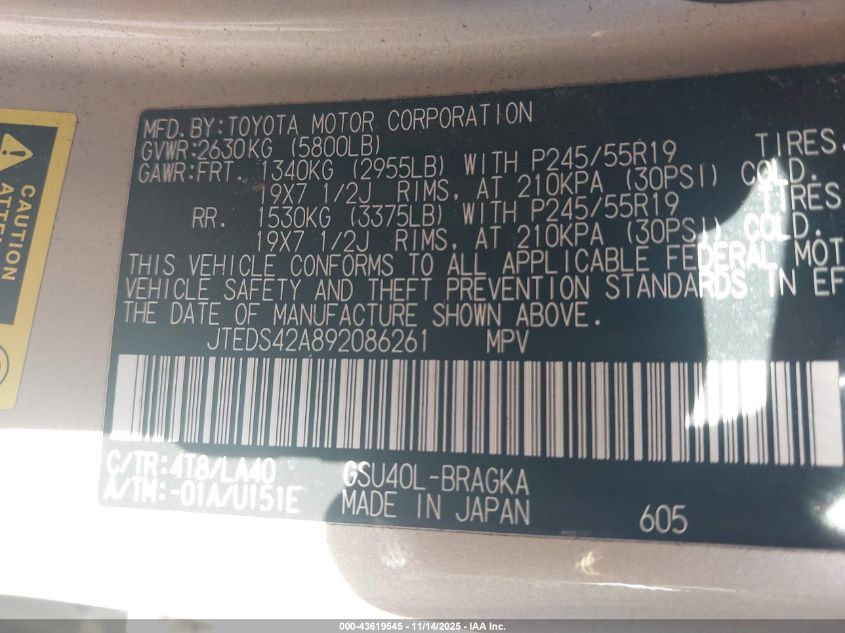 CAUTION
ATTEN
MFD. BY:TOYOTA MOTOR CORPORATION
GVWR:2630KG (5800LB)
GAWR:FRT. 1340KG (2955LB) WITH P245/55R19 TIRES,
19X7 1/2J RIMS, AT 210KPA (30PSI) COLD.
RR. 1530KG (3375LB) WITH P245/55R19 TIRES
19X7 1/2J RIMS, AT 210KPA (30PSI) COLD.
THIS VEHICLE CONFORMS TO ALL APPLICABLE FEDERAL MOT
VEHICLE SAFETY AND THEFT PREVENTION STANDARDS IN EF
THE DATE OF MANUFACTURE SHOWN ABOVE.
JTEDS42A892086261 MPV
C/TR:4T8/LA40 GSU40L-BRAGKA
A/TM:-01A/U151E MADE IN JAPAN 605
000-43619545 - 11/14/2025 - IAA Inc.